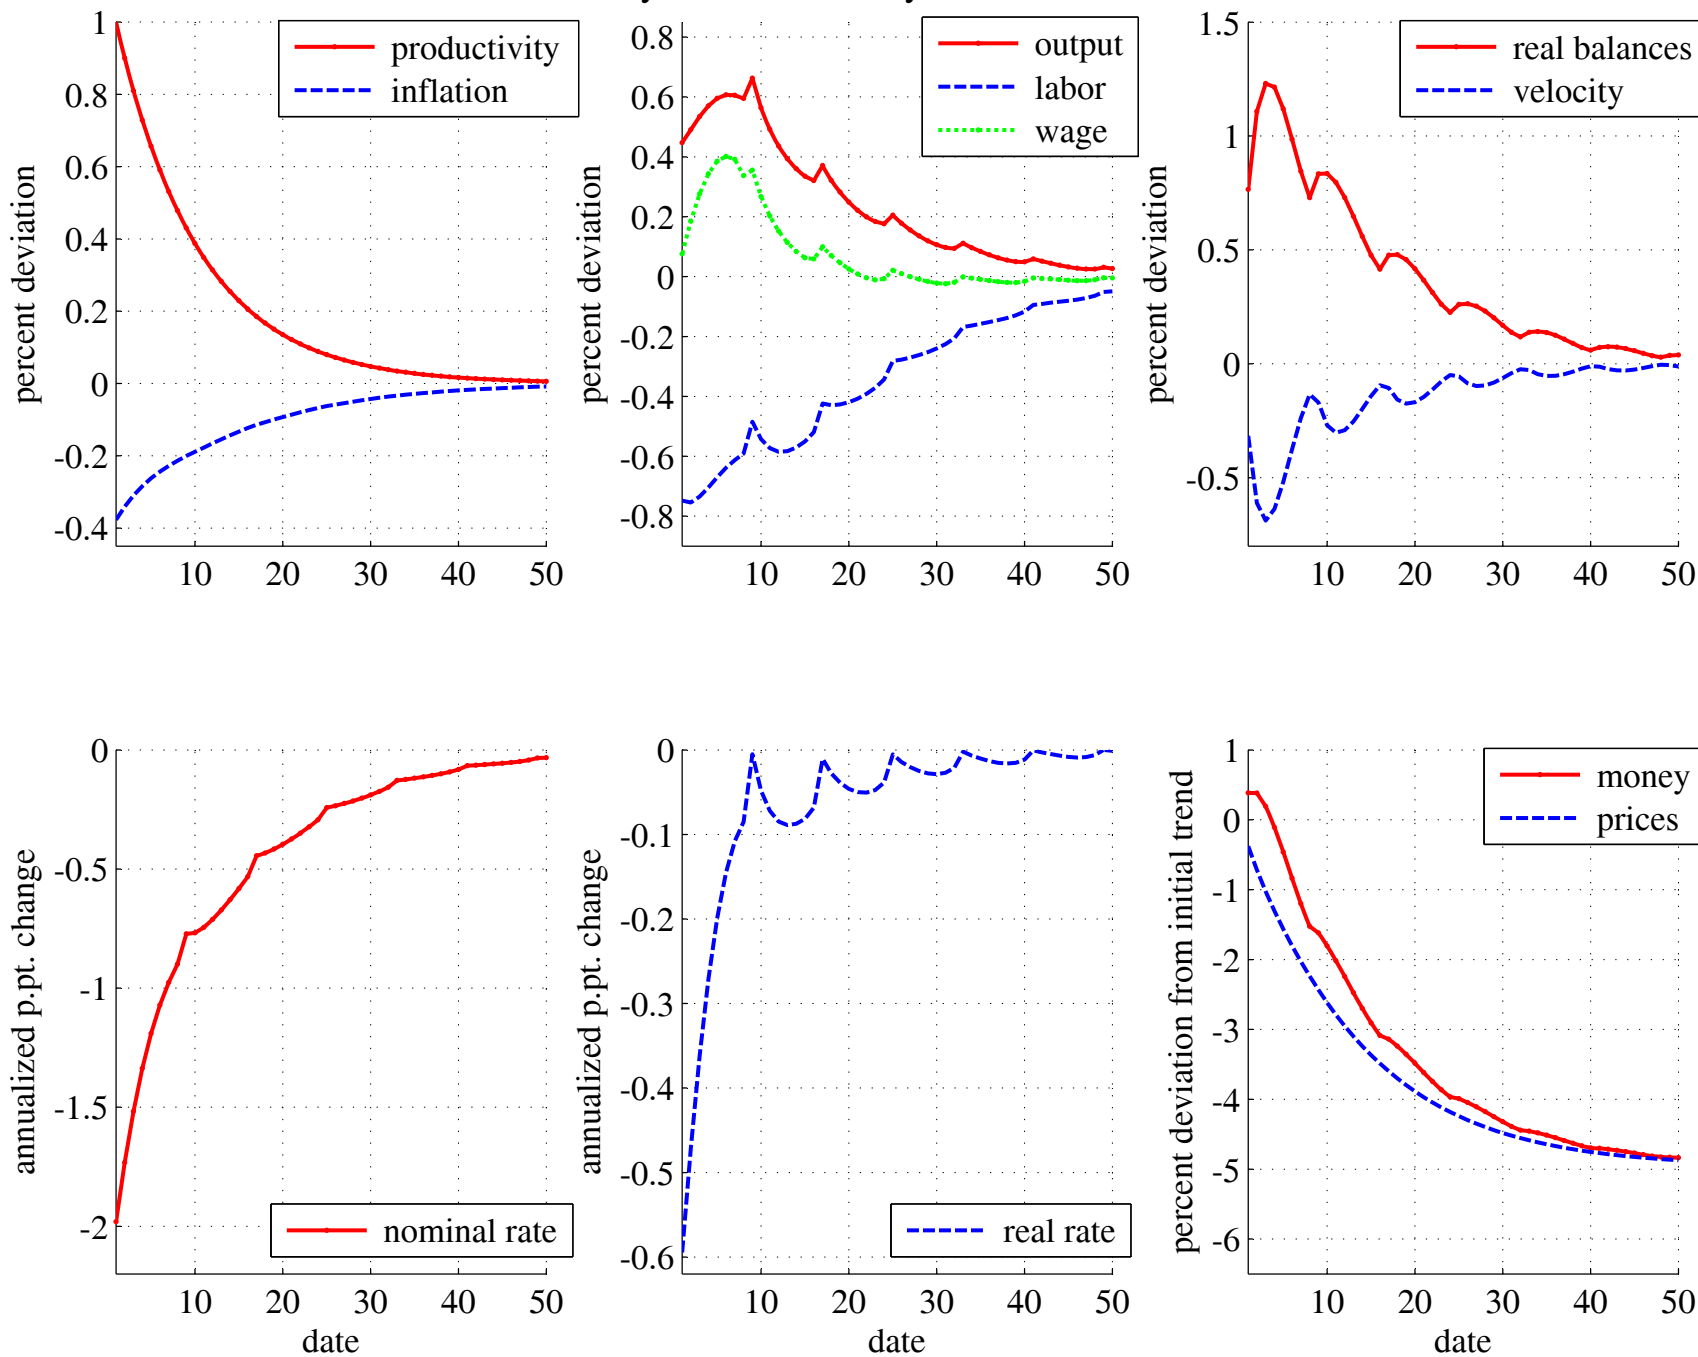 productivity
inflation
percent deviation
1
0.8
0.6
0.4
0.2
0
-0.2
-0.4
10 20 30 40 50
output
labor
wage
percent deviation
0.8
0.6
0.4
0.2
0
-0.2
-0.4
-0.6
-0.8
10 20 30 40 50
real balances
velocity
percent deviation
1.5
1
0.5
0
-0.5
10 20 30 40 50
nominal rate
annualized p.pt. change
0
-0.5
-1
-1.5
-2
10 20 30 40 50
date
real rate
annualized p.pt. change
0
-0.1
-0.2
-0.3
-0.4
-0.5
-0.6
10 20 30 40 50
date
money
prices
percent deviation from initial trend
1
0
-1
-2
-3
-4
-5
-6
10 20 30 40 50
date